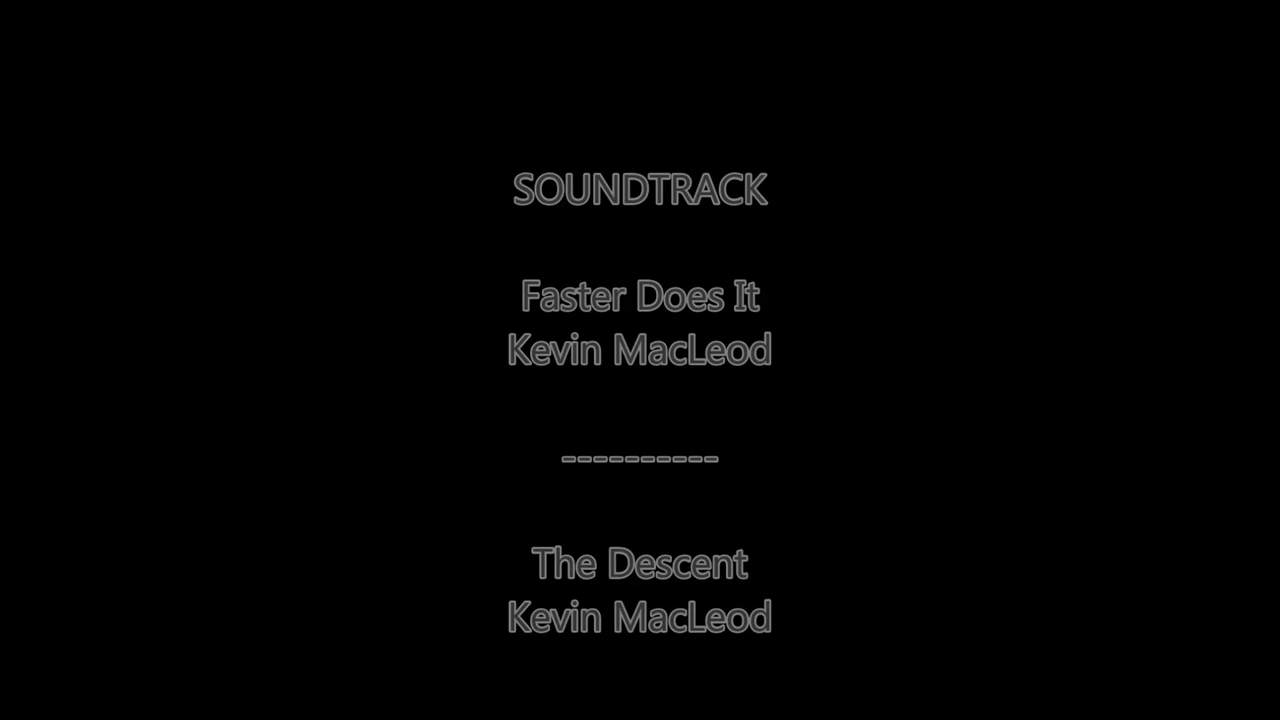 SOUNDTRACK
Faster Does It
Kevin MacLeod
----------
The Descent
Kevin MacLeod